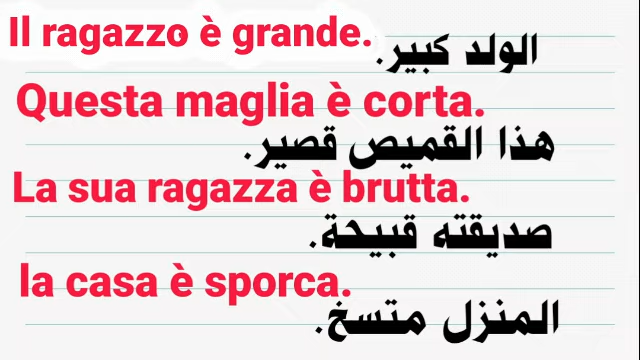 Il ragazzo è grande.
الولد كبير.
Questa maglia è corta.
هذا القميص قصير.
La sua ragazza è brutta.
صديقته قبيحة.
la casa è sporca.
المنزل متسخ.